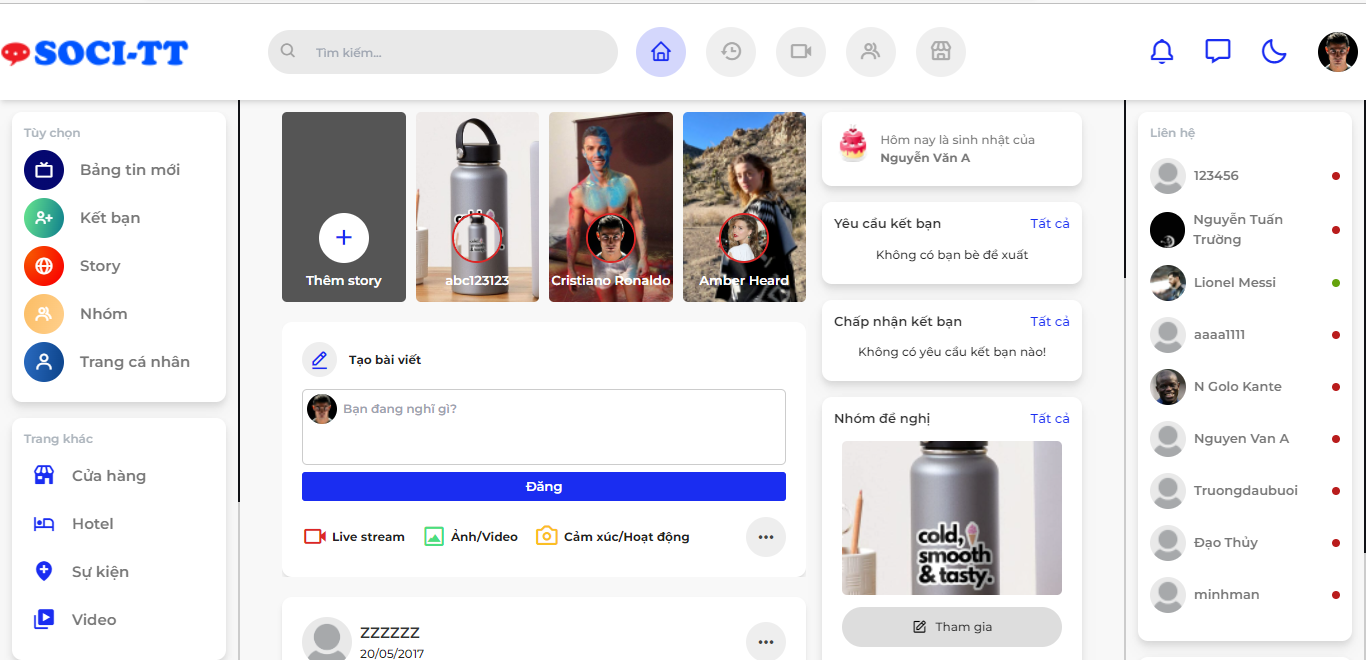 SOCI-TT
Tìm kiếm...
Tùy chọn
Bảng tin mới
Kết bạn
Story
Nhóm
Trang cá nhân
Trang khác
Cửa hàng
Hotel
Sự kiện
Video
Thêm story
abc123123
Cristiano Ronaldo
Amber Heard
Tạo bài viết
Bạn đang nghĩ gì?
Đăng
Live stream
Ảnh/Video
Cảm xúc/Hoạt động
ZZZZZZ
20/05/2017
Hôm nay là sinh nhật của
Nguyễn Văn A
Yêu cầu kết bạn
Tất cả
Không có bạn bè đề xuất
Chấp nhận kết bạn
Tất cả
Không có yêu cầu kết bạn nào!
Nhóm đề nghị
Tất cả
cold,
smooth
& tasty.
Tham gia
Liên hệ
123456
Nguyễn Tuấn
Trường
Lionel Messi
aaaa1111
N Golo Kante
Nguyen Van A
Truongdaubuoi
Đạo Thủy
minhman